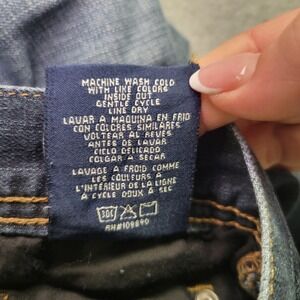 MACHINE WASH COLD
WITH LIKE COLORS
INSIDE OUT
GENTLE CYCLE
LINE DRY
LAVAR A MAQUINA EN FRIO
CON COLORES SIMILARES
VOLTEAR AL REVES
ANTES DE LAVAR
CICLO DELICADO
COLGAR A SECAR
LAVAGE A FROID COMME
LES COULEURS A
L'INTERIEUR DE LA LIGNE
A CYCLE DOUX A SEC
RN#109890